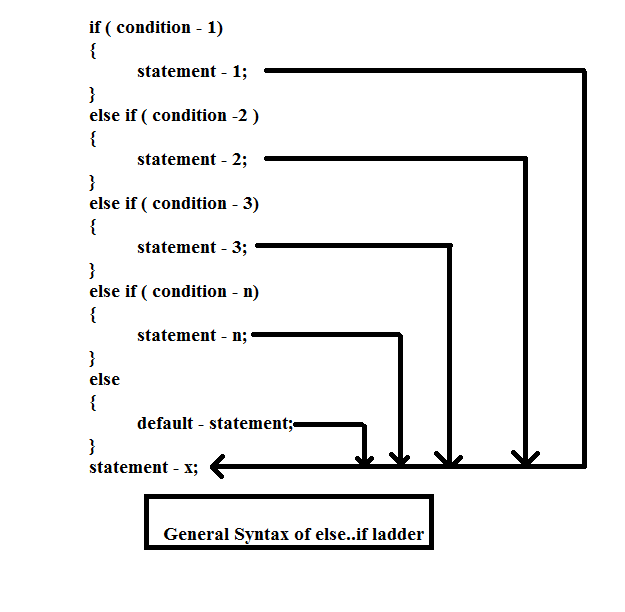 if ( condition - 1)
{
statement - 1;
}
else if ( condition -2 )
{
statement - 2;
}
else if ( condition - 3)
{
statement - 3;
}
else if ( condition - n)
{
statement - n;
}
else
{
default - statement;
}
statement - x;
General Syntax of else..if ladder